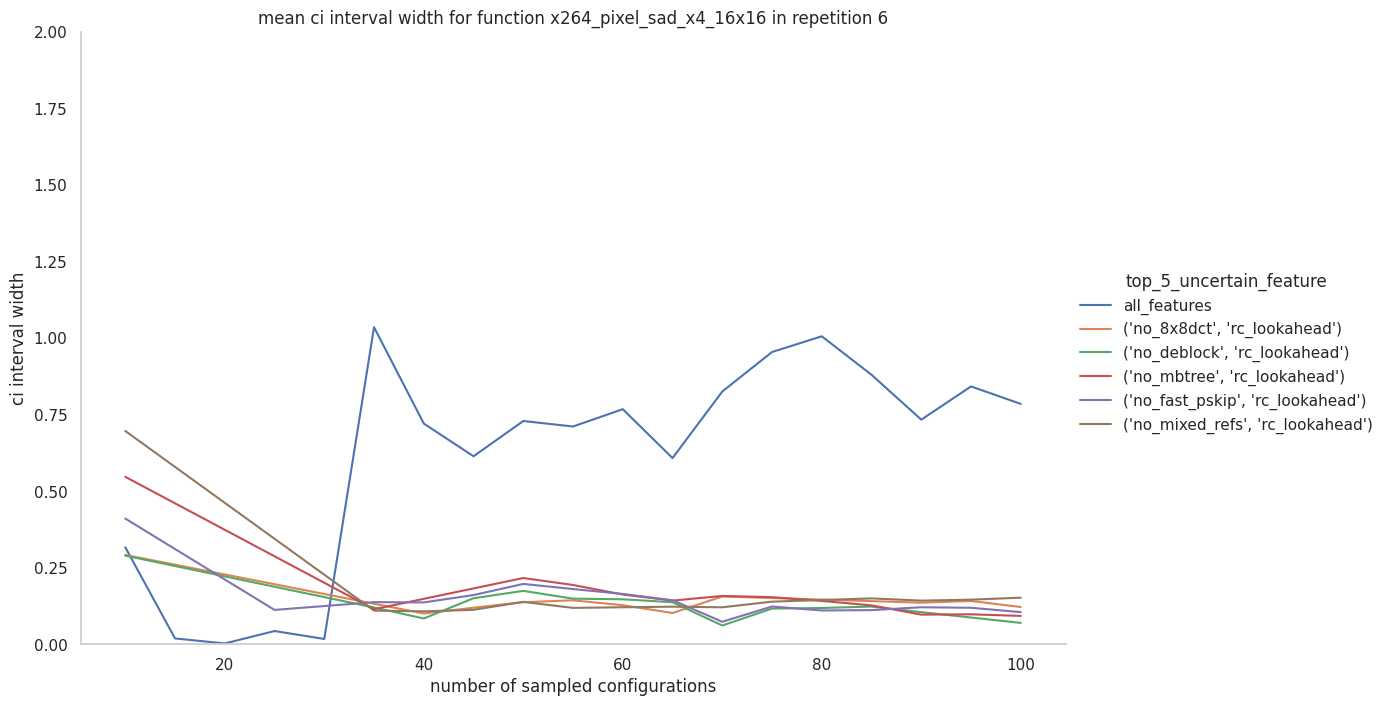 mean ci interval width for function x264_pixel_sad_x4_16x16 in repetition 6
2.00
1.75
1.50
1.25
1.00
0.75
0.50
0.25
0.00
ci interval width
20
40
60
80
100
number of sampled configurations
top_5_uncertain_feature
all_features
('no_8x8dct', 'rc_lookahead')
('no_deblock', 'rc_lookahead')
('no_mbtree', 'rc_lookahead')
('no_fast_pskip', 'rc_lookahead')
('no_mixed_refs', 'rc_lookahead')